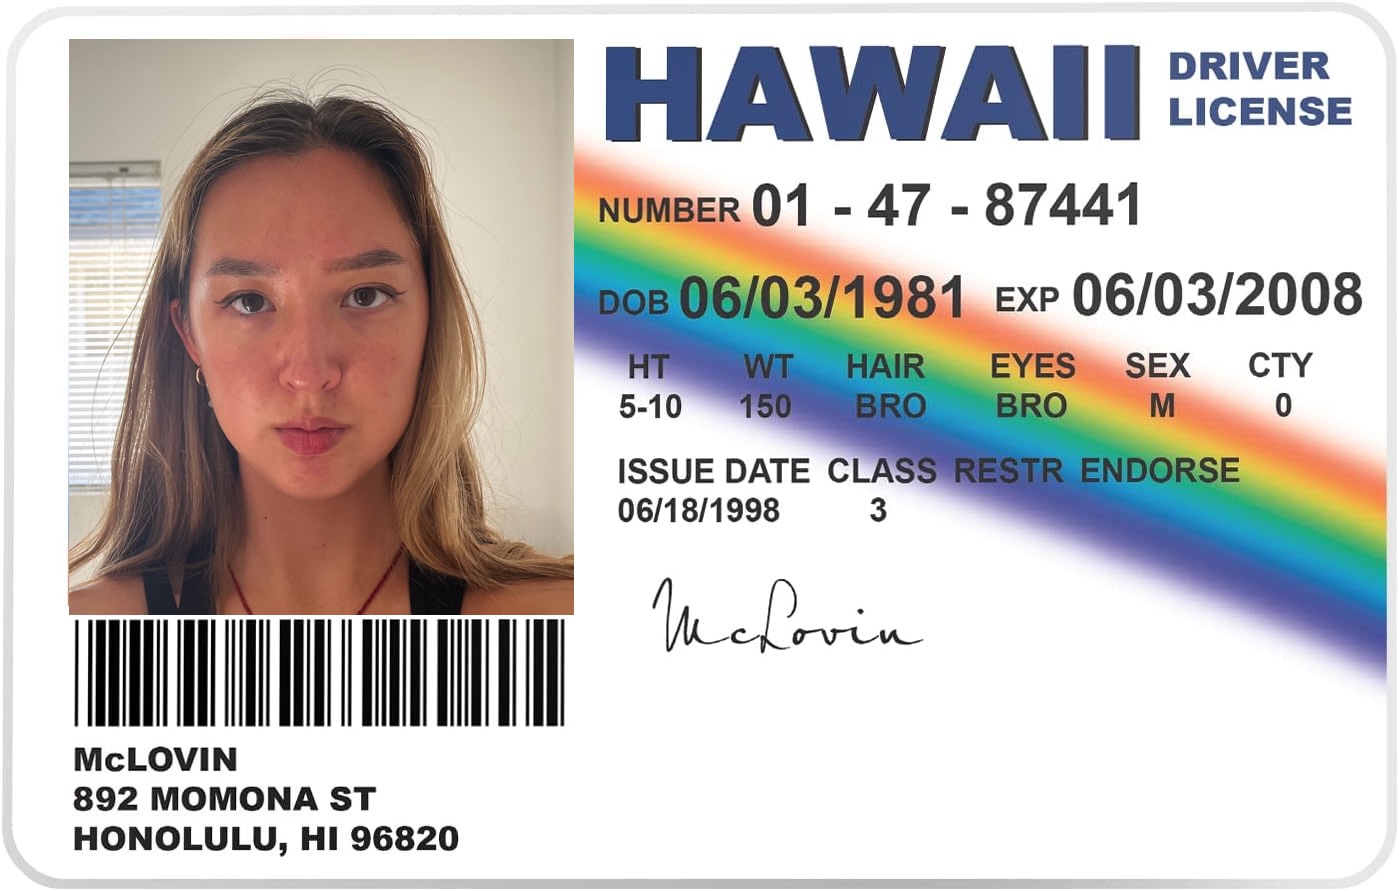 HAWAII DRIVER LICENSE
NUMBER 01 - 47 - 87441
DOB 06/03/1981 EXP 06/03/2008
HT WT HAIR EYES SEX CTY
5-10 150 BRO BRO M 0
ISSUE DATE CLASS RESTR ENDORSE
06/18/1998 3
McLovin
McLOVIN
892 MOMONA ST
HONOLULU, HI 96820